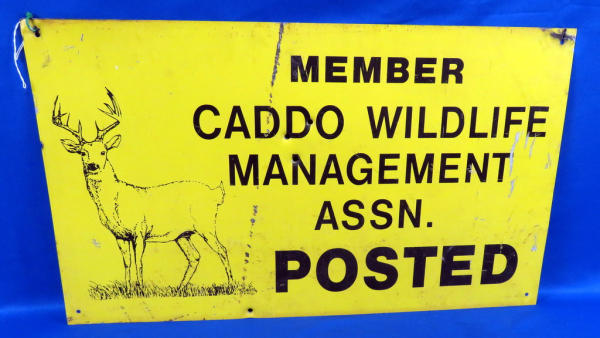 MEMBER
CADDO WILDLIFE
MANAGEMENT
ASSN.
POSTED